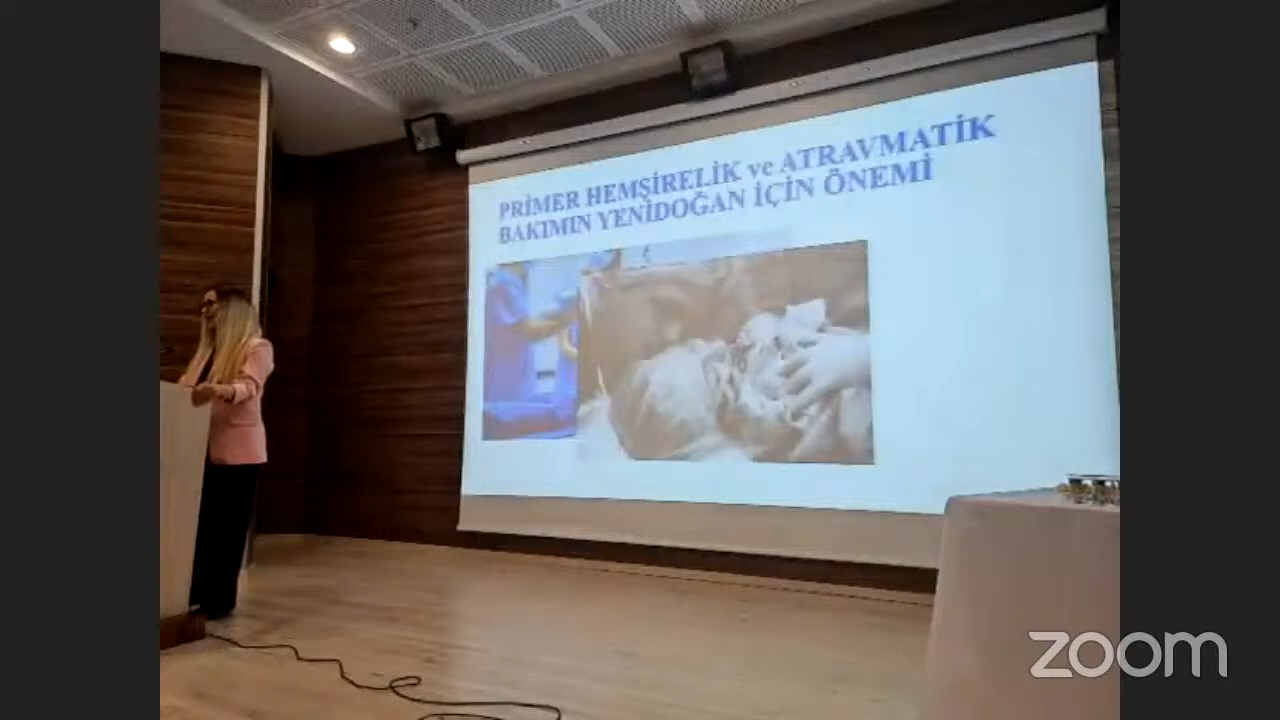 PRİMER HEMŞİRELİK ve ATRAVMATİK
BAKIMIN YENİDOĞAN İÇİN ÖNEMİ
zoom